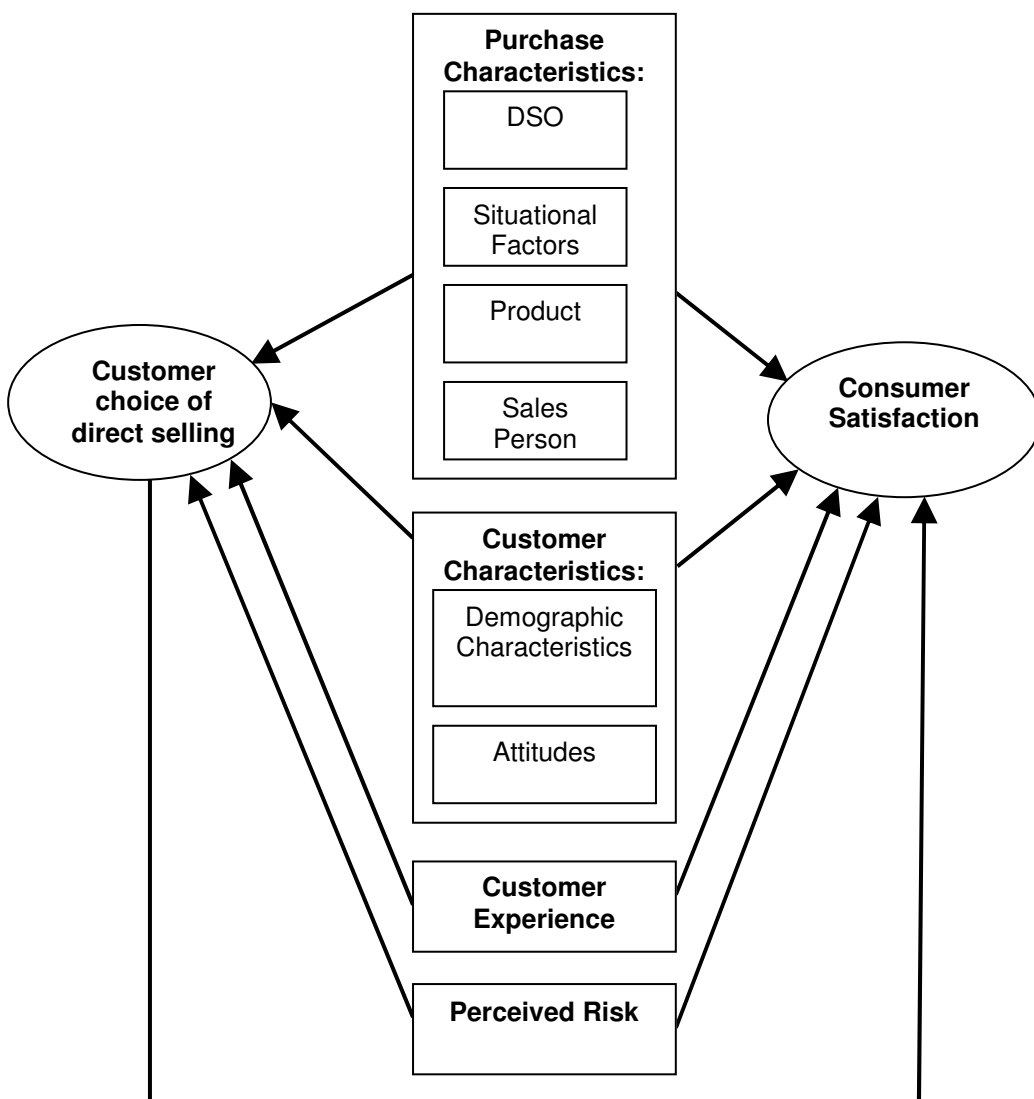 Purchase
Characteristics:
DSO
Situational
Factors
Product
Sales
Person
Customer
choice of
direct selling
Consumer
Satisfaction
Customer
Characteristics:
Demographic
Characteristics
Attitudes
Customer
Experience
Perceived Risk